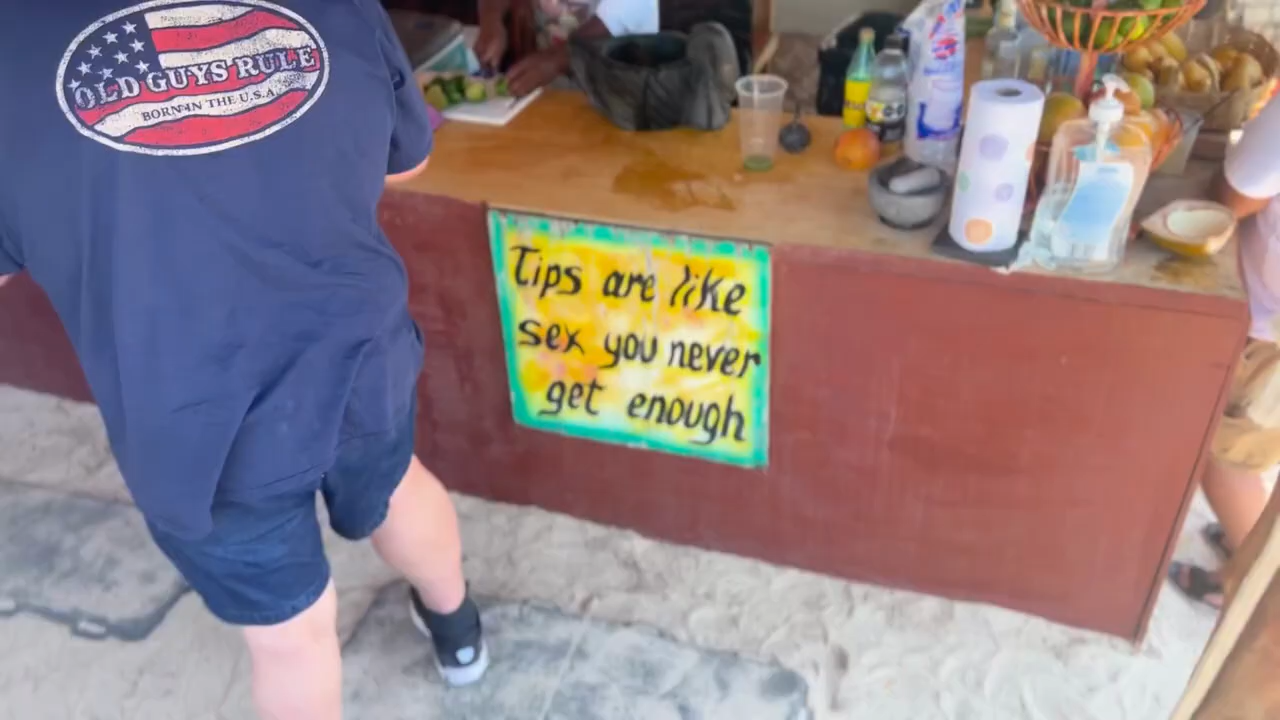 OLD GUYS RULE
BORN IN THE U.S.A.
Tips are like
sex you never
get enough